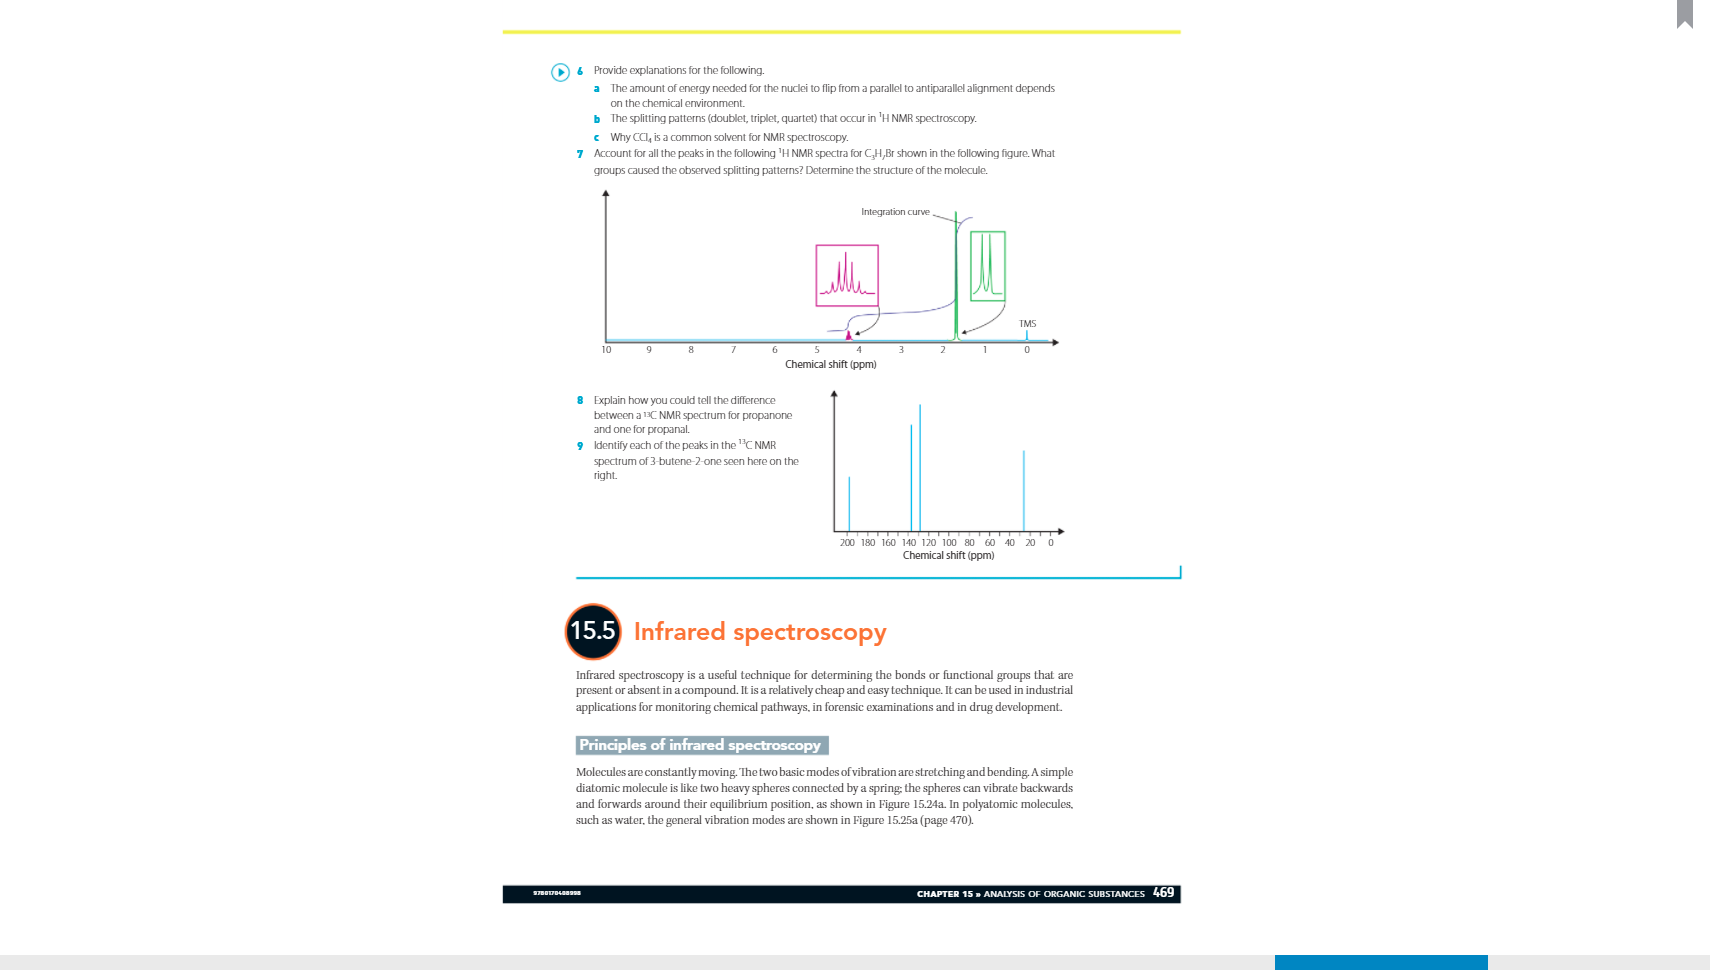 6 Provide explanations for the following.
a The amount of energy needed for the nuclei to flip from a parallel to antiparallel alignment depends
on the chemical environment.
b The splitting patterns (doublet, triplet, quartet) that occur in ¹H NMR spectroscopy.
c Why CCl₄ is a common solvent for NMR spectroscopy.
7 Account for all the peaks in the following ¹H NMR spectra for C₃H₇Br shown in the following figure. What
groups caused the observed splitting patterns? Determine the structure of the molecule.
Integration curve
TMS
10 9 8 7 6 5 4 3 2 1 0
Chemical shift (ppm)
8 Explain how you could tell the difference
between a ¹³C NMR spectrum for propanone
and one for propanal.
9 Identify each of the peaks in the ¹³C NMR
spectrum of 3-butene-2-one seen here on the
right.
200 180 160 140 120 100 80 60 40 20 0
Chemical shift (ppm)
15.5 Infrared spectroscopy
Infrared spectroscopy is a useful technique for determining the bonds or functional groups that are
present or absent in a compound. It is a relatively cheap and easy technique. It can be used in industrial
applications for monitoring chemical pathways, in forensic examinations and in drug development.
Principles of infrared spectroscopy
Molecules are constantly moving. The two basic modes of vibration are stretching and bending. A simple
diatomic molecule is like two heavy spheres connected by a spring; the spheres can vibrate backwards
and forwards around their equilibrium position, as shown in Figure 15.24a. In polyatomic molecules,
such as water, the general vibration modes are shown in Figure 15.25a (page 470).
CHAPTER 15 » ANALYSIS OF ORGANIC SUBSTANCES 469